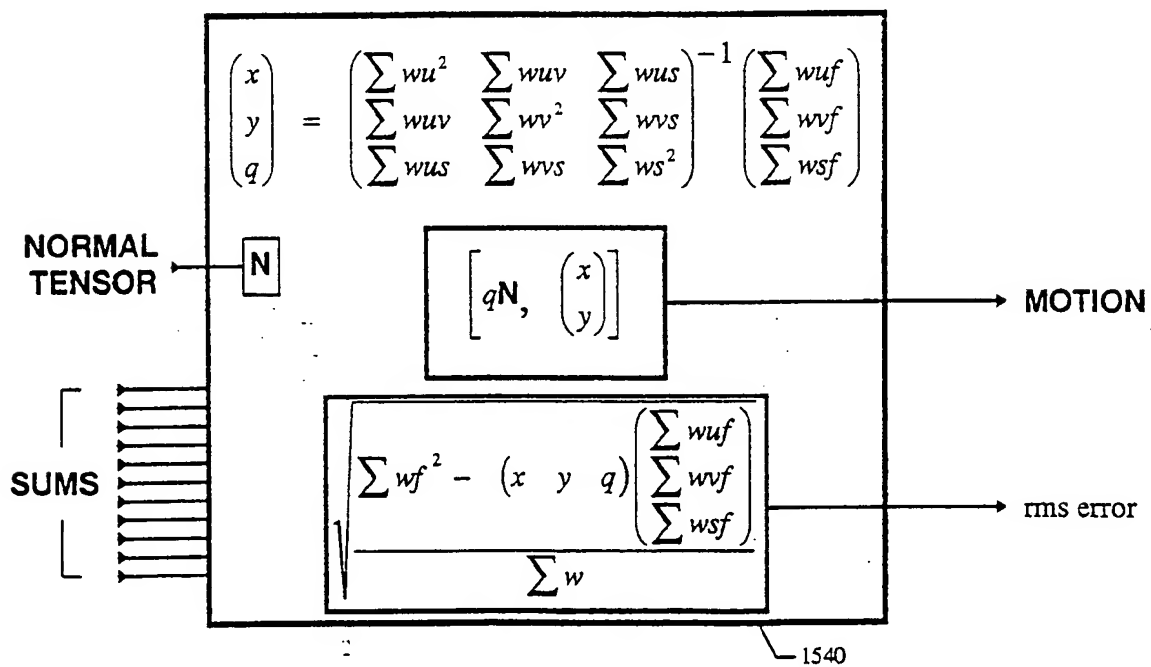 (x y q) = (∑wu² ∑wuv ∑wus
∑wuv ∑wv² ∑wvs
∑wus ∑wvs ∑ws²)⁻¹ (∑wuf ∑wvf ∑wsf)
NORMAL
TENSOR
N
[qN, (x y)]
MOTION
SUMS
√((∑wf² - (x y q) (∑wuf ∑wvf ∑wsf)) / ∑w)
rms error
1540